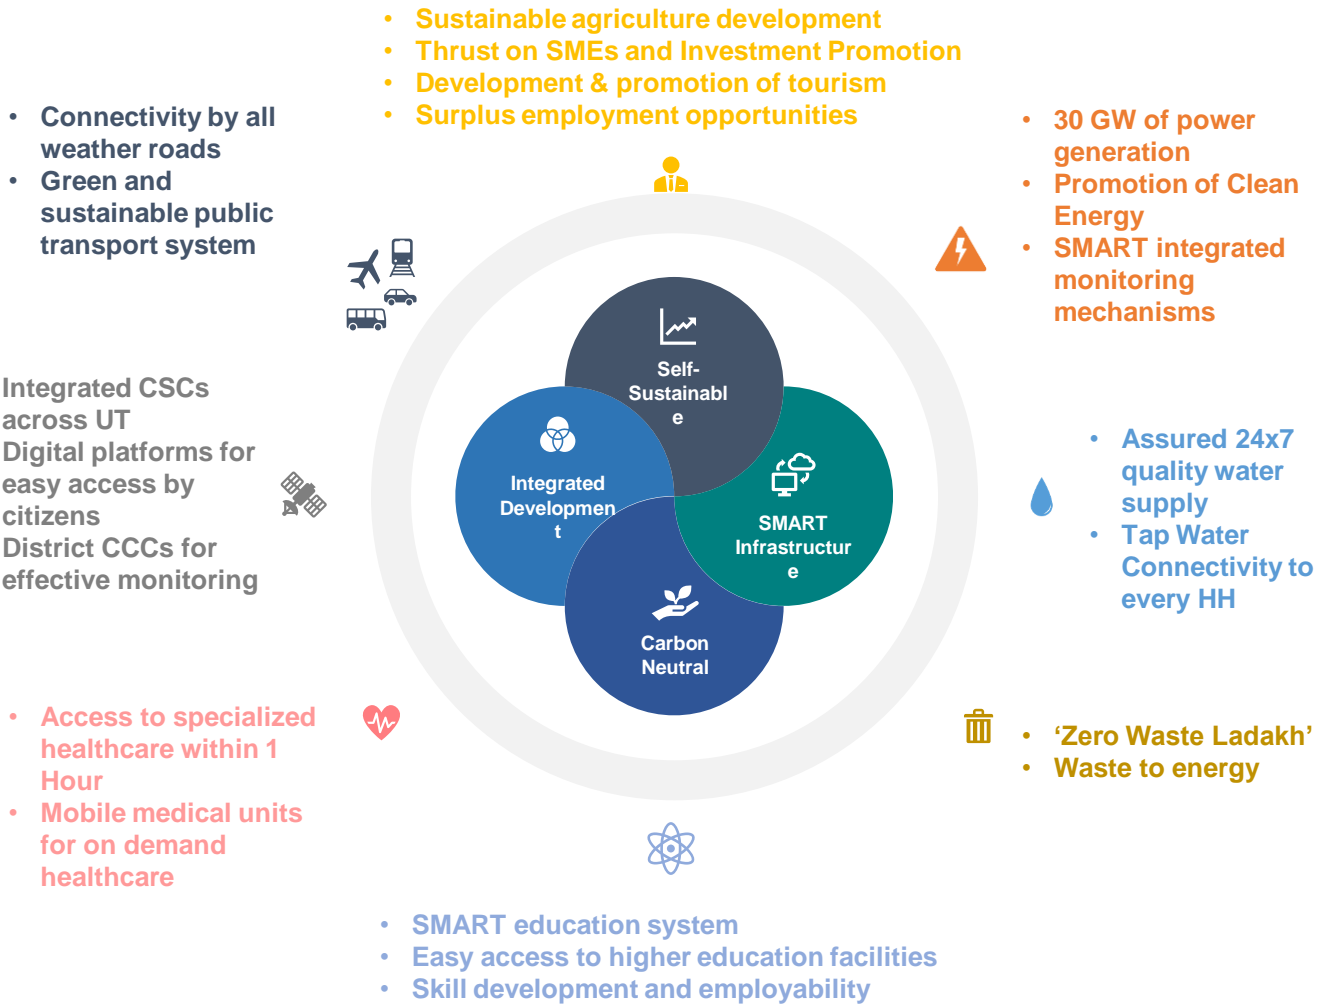 • Sustainable agriculture development
• Thrust on SMEs and Investment Promotion
• Development & promotion of tourism
• Surplus employment opportunities
• Connectivity by all
weather roads
• Green and
sustainable public
transport system
• 30 GW of power
generation
• Promotion of Clean
Energy
• SMART integrated
monitoring
mechanisms
Integrated CSCs
across UT
Digital platforms for
easy access by
citizens
District CCCs for
effective monitoring
Self-
Sustainabl
e
Integrated
Developmen
t
SMART
Infrastructur
e
Carbon
Neutral
• Assured 24x7
quality water
supply
• Tap Water
Connectivity to
every HH
• Access to specialized
healthcare within 1
Hour
• Mobile medical units
for on demand
healthcare
• ‘Zero Waste Ladakh’
• Waste to energy
• SMART education system
• Easy access to higher education facilities
• Skill development and employability